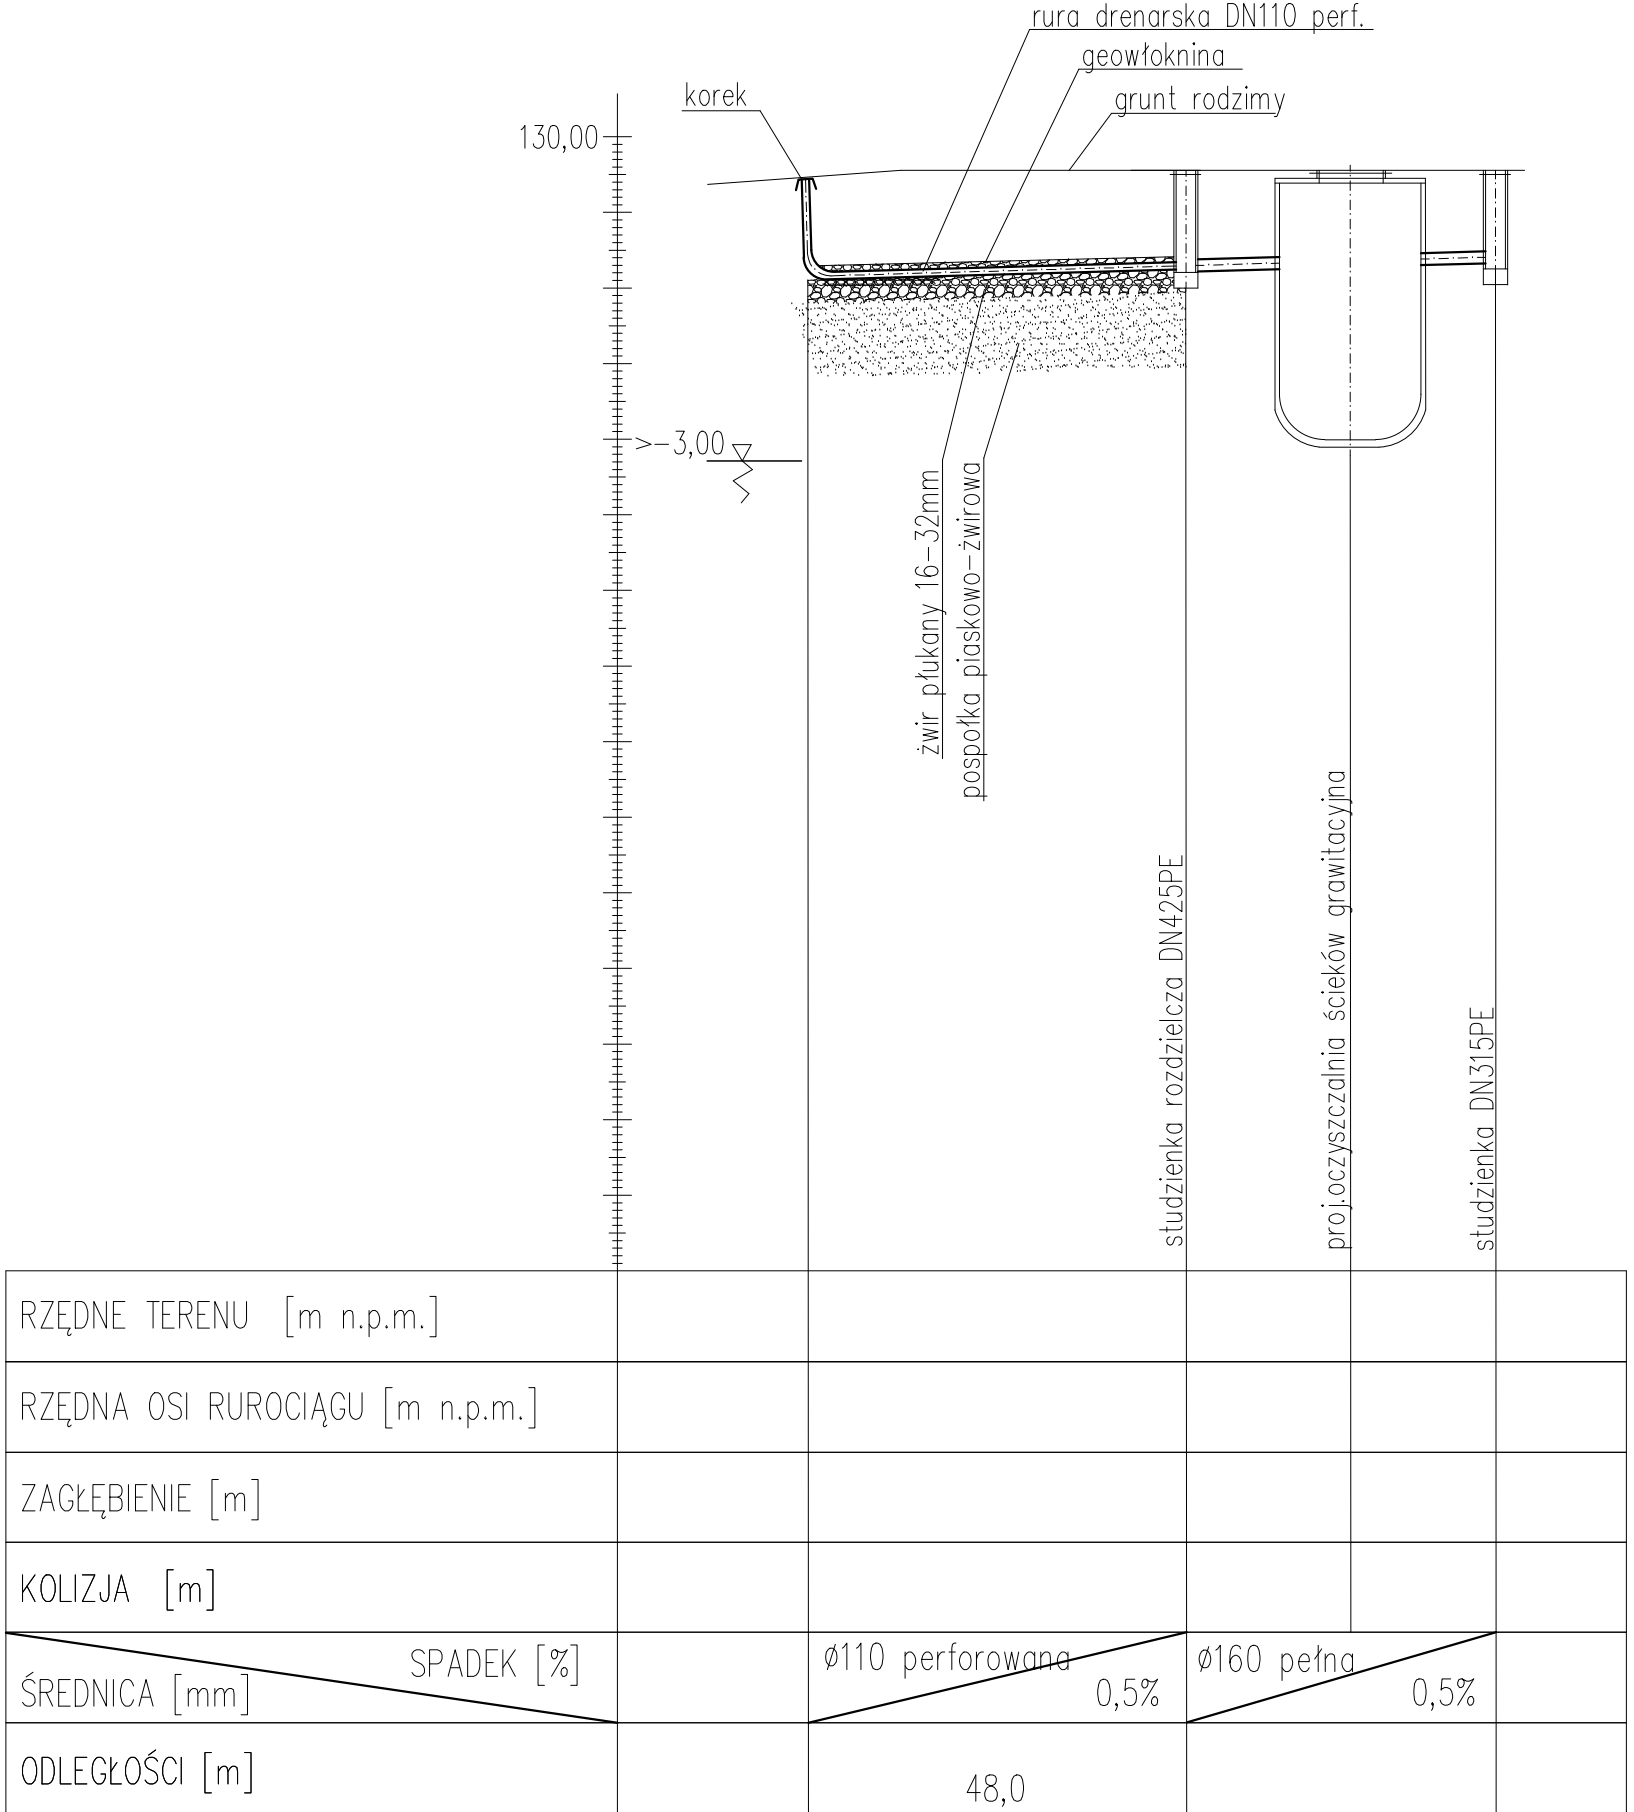 rura drenarska DN110 perf.
geowłóknina
korek
grunt rodzimy
130,00
>-3,00
żwir płukany 16-32mm
pospołka piaskowo-żwirowa
studzienka rozdzielcza DN425PE
proj.oczyszczalnia ścieków grawitacyjna
studzienka DN315PE
RZĘDNE TERENU [m n.p.m.]
RZĘDNA OSI RUROCIĄGU [m n.p.m.]
ZAGŁĘBIENIE [m]
KOLIZJA [m]
SPADEK [%]
ŚREDNICA [mm]
ø110 perforowana
0,5%
ø160 pełna
0,5%
ODLEGŁOŚCI [m]
48,0